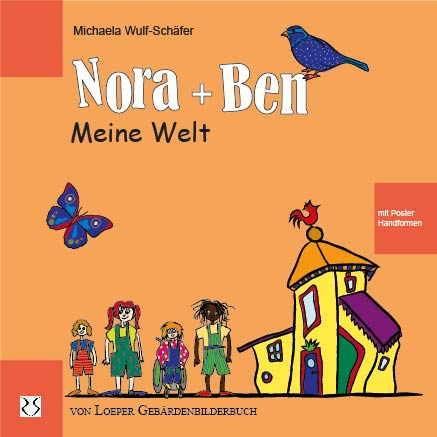 Michaela Wulf-Schäfer
Nora + Ben
Meine Welt
mit Poster
Handformen
von Loeper Gebärdenbilderbuch